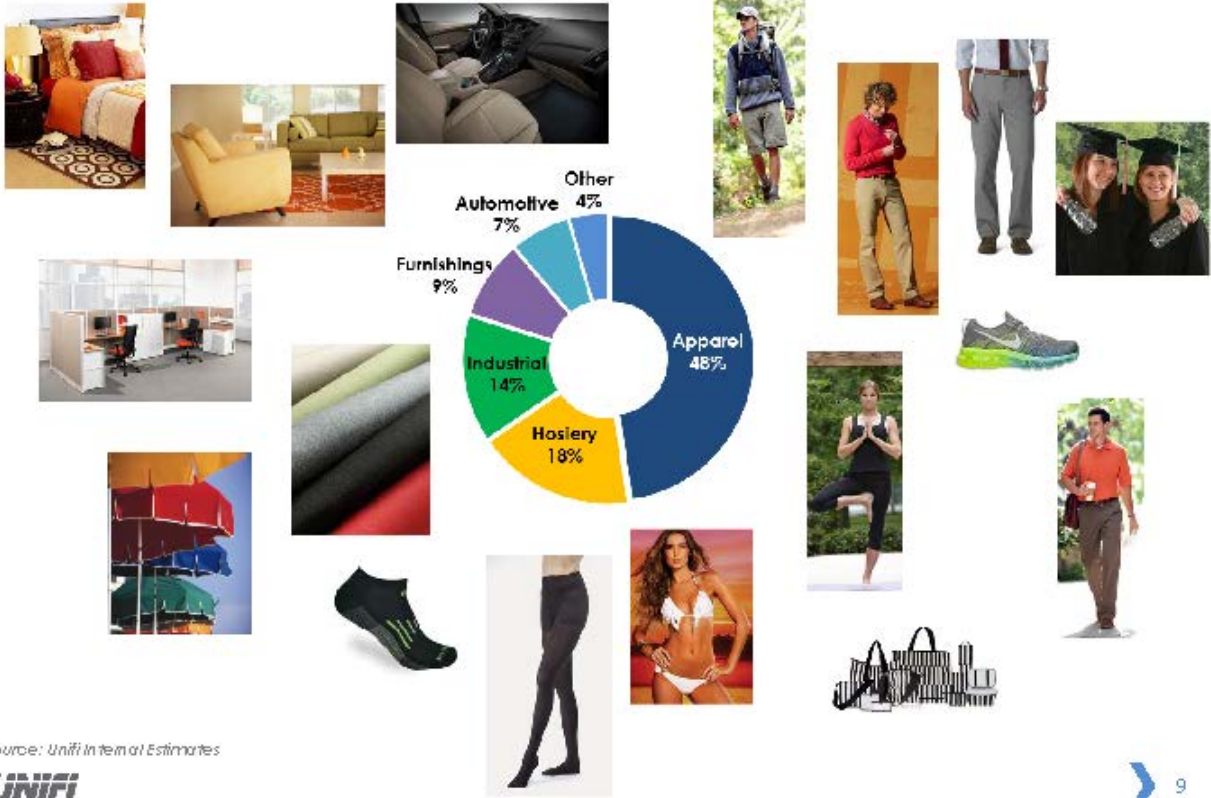 Other
4%
Automotive
7%
Furnishings
9%
Apparel
48%
Industrial
14%
Hosiery
18%
ource: Unifi Internal Estimates
UNIFI
9